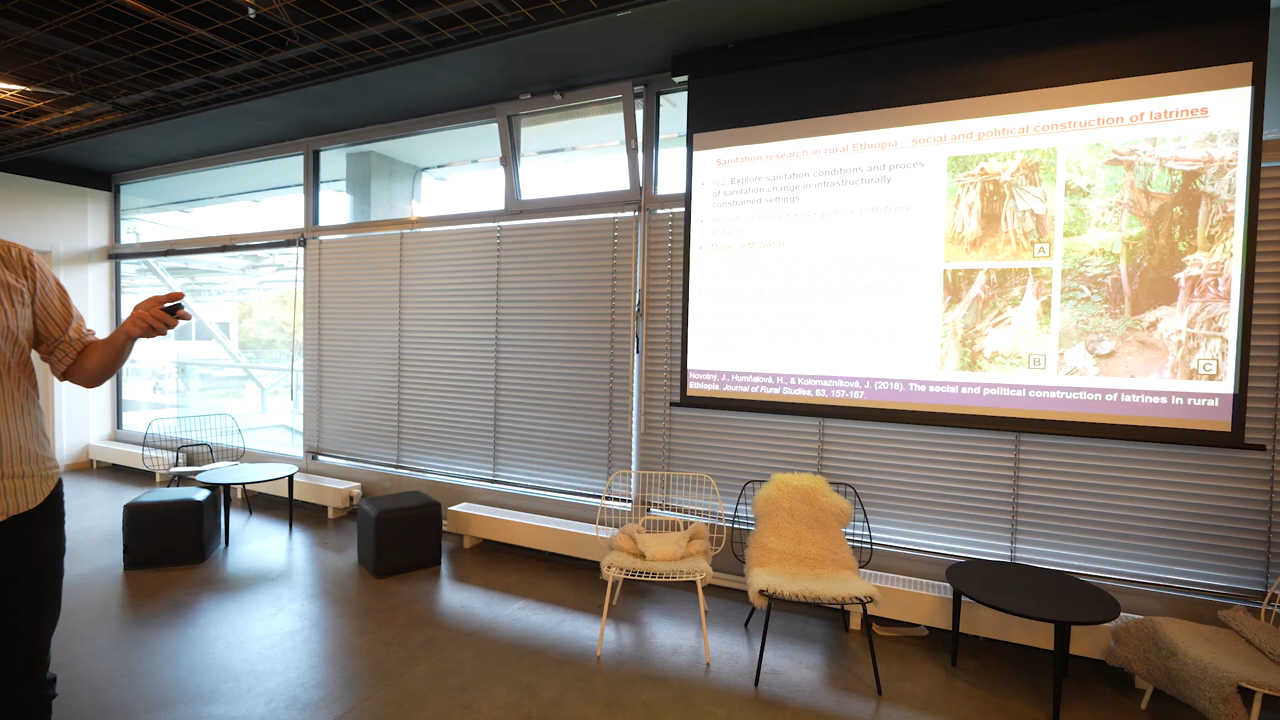 Sanitation research in rural Ethiopia social and political construction of latrines
Explore sanitation conditions and proces
of sanitation change in infrastructurally
constrained settings
A
B
C
Novotný, J., Humňalová, H., & Kolomazníková, J. (2018). The social and political construction of latrines in rural
Ethiopia. Journal of Rural Studies, 63, 157-167.